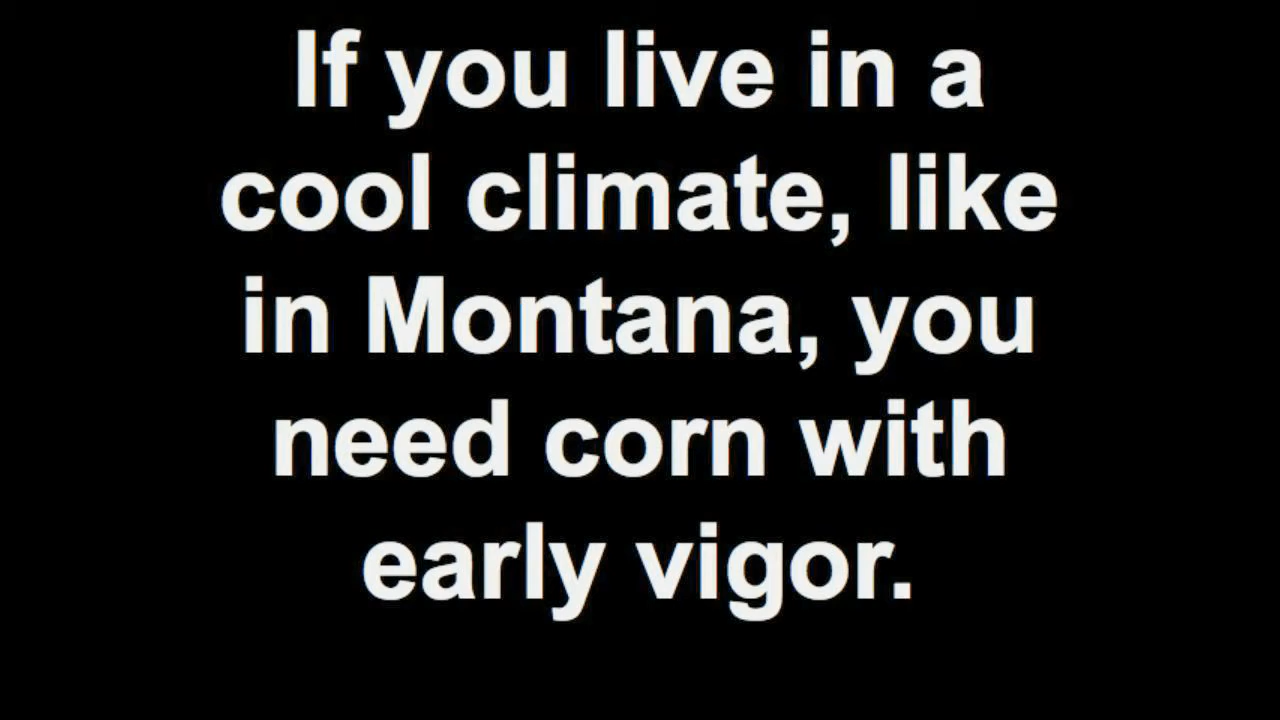 If you live in a
cool climate, like
in Montana, you
need corn with
early vigor.